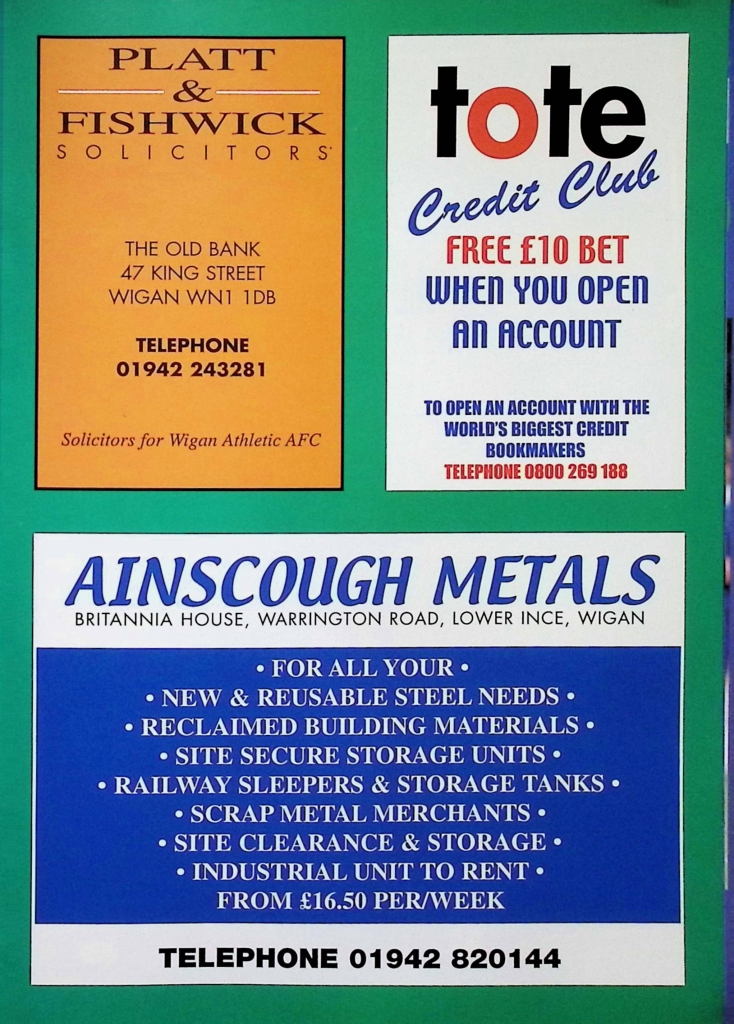 PLATT
&
FISHWICK
SOLICITORS
THE OLD BANK
47 KING STREET
WIGAN WN1 1DB
TELEPHONE
01942 243281
Solicitors for Wigan Athletic AFC
tote
Credit Club
FREE £10 BET
WHEN YOU OPEN
AN ACCOUNT
TO OPEN AN ACCOUNT WITH THE
WORLD'S BIGGEST CREDIT
BOOKMAKERS
TELEPHONE 0800 269 188
AINSCOUGH METALS
BRITANNIA HOUSE, WARRINGTON ROAD, LOWER INCE, WIGAN
• FOR ALL YOUR •
• NEW & REUSABLE STEEL NEEDS •
• RECLAIMED BUILDING MATERIALS •
• SITE SECURE STORAGE UNITS •
• RAILWAY SLEEPERS & STORAGE TANKS •
• SCRAP METAL MERCHANTS •
• SITE CLEARANCE & STORAGE •
• INDUSTRIAL UNIT TO RENT •
FROM £16.50 PER/WEEK
TELEPHONE 01942 820144